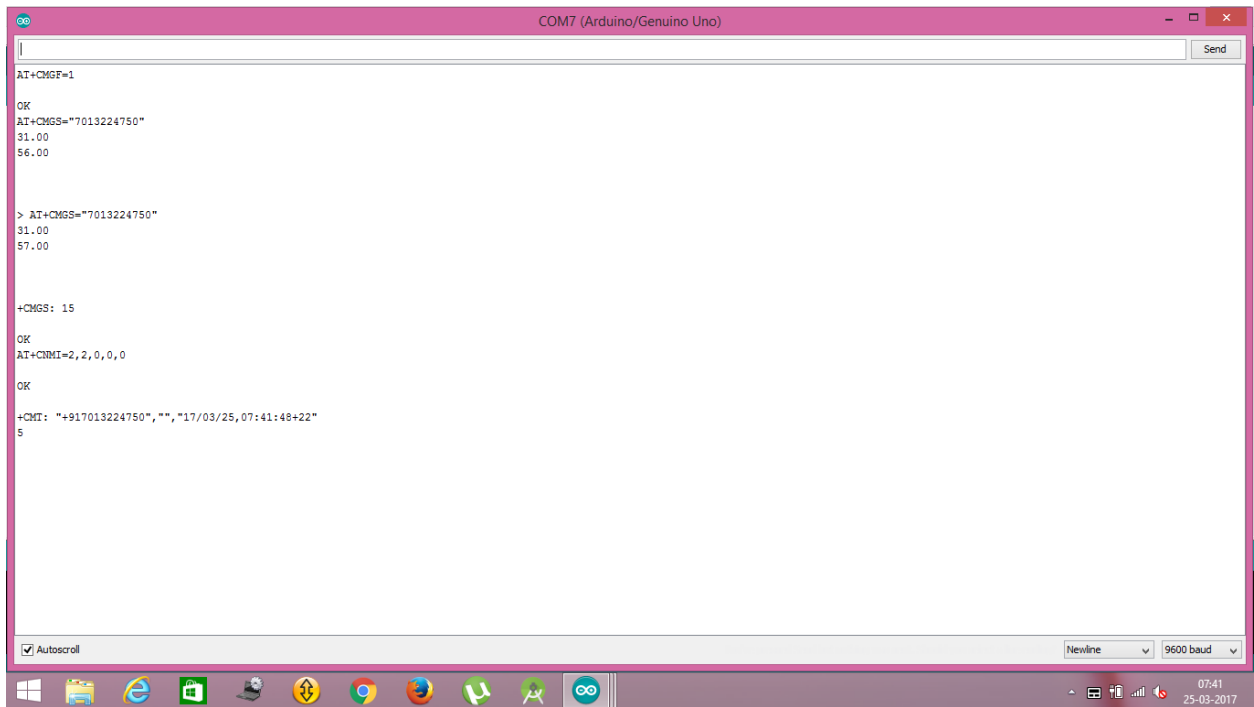 COM7 (Arduino/Genuino Uno)
Send
AT+CMGF=1
OK
AT+CMGS="7013224750"
31.00
56.00
> AT+CMGS="7013224750"
31.00
57.00
+CMGS: 15
OK
AT+CNMI=2,2,0,0,0
OK
+CMT: "+917013224750","","17/03/25,07:41:48+22"
5
Autoscroll
Newline
9600 baud
07:41
25-03-2017